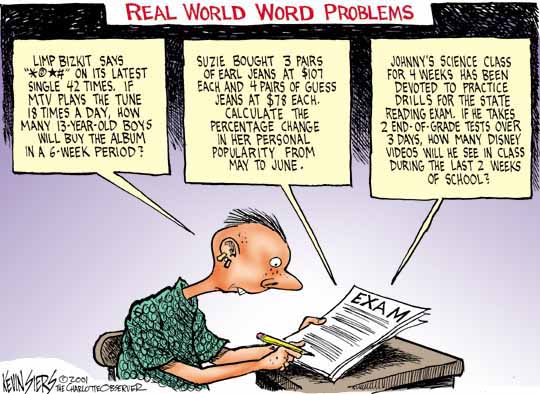 REAL WORLD WORD PROBLEMS
LIMP BIZKIT SAYS
"*@*#" ON ITS LATEST
SINGLE 42 TIMES. IF
MTV PLAYS THE TUNE
18 TIMES A DAY, HOW
MANY 13-YEAR-OLD BOYS
WILL BUY THE ALBUM
IN A 6-WEEK PERIOD?
SUZIE BOUGHT 3 PAIRS
OF EARL JEANS AT $107
EACH AND 4 PAIRS OF GUESS
JEANS AT $78 EACH.
CALCULATE THE
PERCENTAGE CHANGE
IN HER PERSONAL
POPULARITY FROM
MAY TO JUNE.
JOHNNY'S SCIENCE CLASS
FOR 4 WEEKS HAS BEEN
DEVOTED TO PRACTICE
DRILLS FOR THE STATE
READING EXAM. IF HE TAKES
2 END-OF-GRADE TESTS OVER
3 DAYS, HOW MANY DISNEY
VIDEOS WILL HE SEE IN CLASS
DURING THE LAST 2 WEEKS
OF SCHOOL?
EXAM
KEVIN SIERS ©2001
THE CHARLOTTE OBSERVER